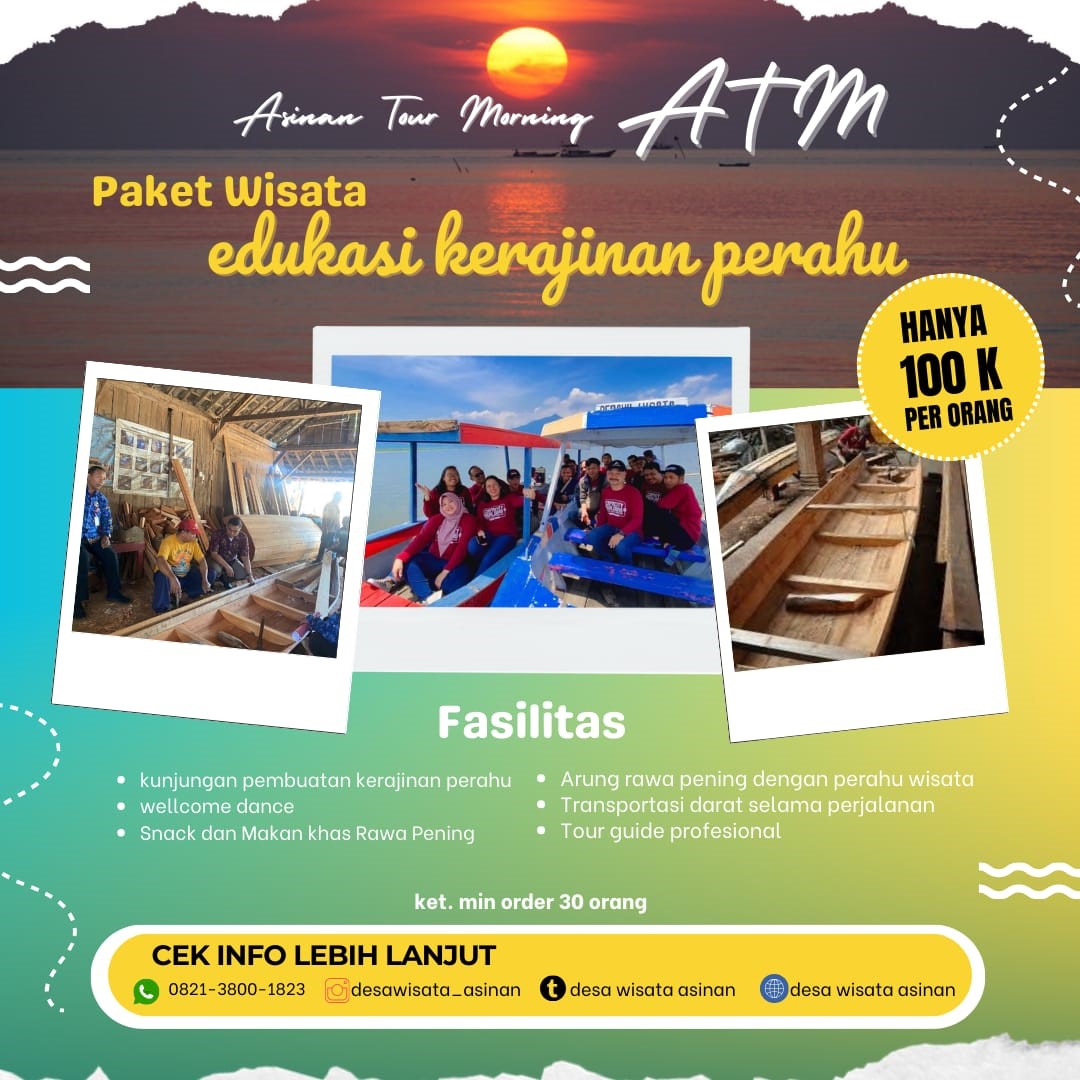 Asinan Tour Morning ATM
Paket Wisata
edukasi kerajinan perahu
HANYA
100 K
PER ORANG
Fasilitas
kunjungan pembuatan kerajinan perahu
wellcome dance
Snack dan Makan khas Rawa Pening
Arung rawa pening dengan perahu wisata
Transportasi darat selama perjalanan
Tour guide profesional
ket. min order 30 orang
CEK INFO LEBIH LANJUT
0821-3800-1823
desawisata_asinan
desa wisata asinan
desa wisata asinan